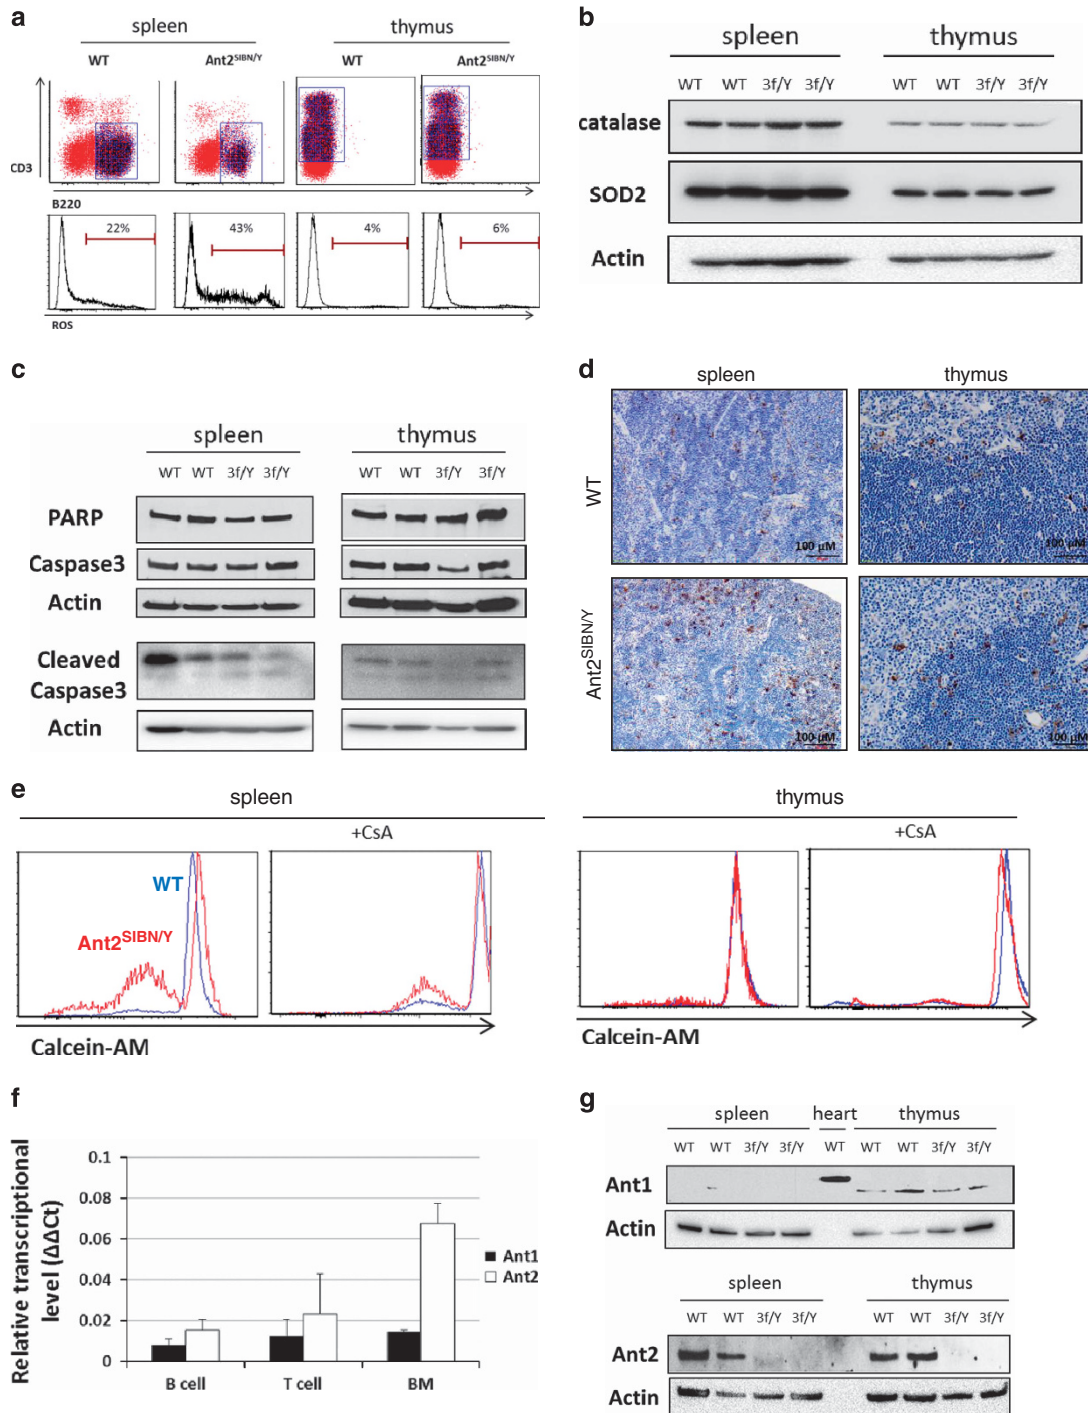 a
spleen
thymus
WT
Ant2SIBN/Y
WT
Ant2SIBN/Y
CD3
B220
22%
43%
4%
6%
ROS
b
spleen
thymus
WT WT 3f/Y 3f/Y
WT WT 3f/Y 3f/Y
catalase
SOD2
Actin
c
spleen
thymus
WT WT 3f/Y 3f/Y
WT WT 3f/Y 3f/Y
PARP
Caspase3
Actin
Cleaved
Caspase3
Actin
d
spleen
thymus
WT
100 µM
100 µM
Ant2SIBN/Y
100 µM
100 µM
e
spleen
thymus
+CsA
+CsA
WT
Ant2SIBN/Y
Calcein-AM
Calcein-AM
f
Relative transcriptional
level (ΔΔCt)
0.1
0.08
0.06
0.04
0.02
0
B cell
T cell
BM
Ant1
Ant2
g
spleen
heart
thymus
WT WT 3f/Y 3f/Y
WT
WT WT 3f/Y 3f/Y
Ant1
Actin
spleen
thymus
WT WT 3f/Y 3f/Y
WT WT 3f/Y 3f/Y
Ant2
Actin